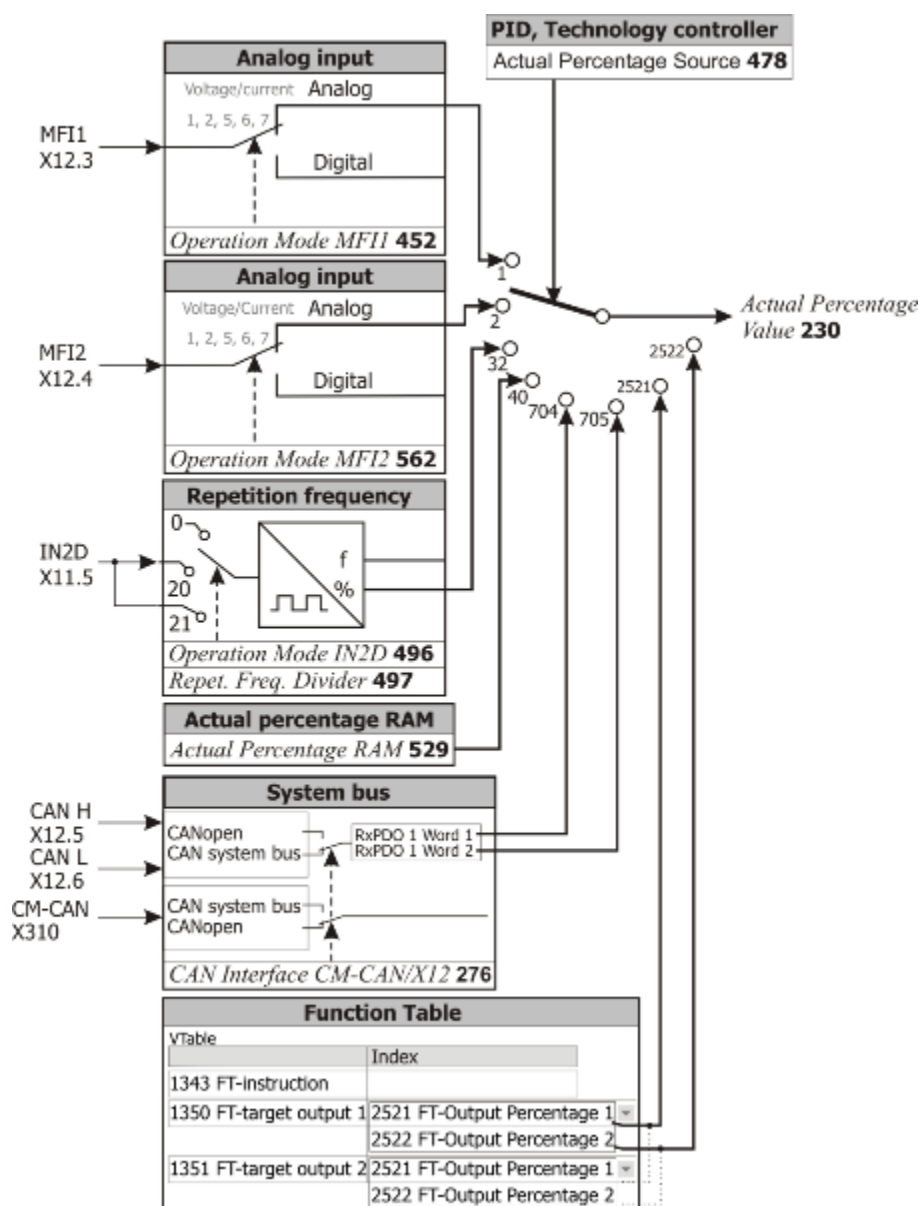 PID, Technology controller
Actual Percentage Source 478
Analog input
Voltage/current Analog
1, 2, 5, 6, 7
Digital
Operation Mode MFI1 452
MFI1
X12.3
Analog input
Voltage/Current Analog
1, 2, 5, 6, 7
Digital
Operation Mode MFI2 562
MFI2
X12.4
1
2
32
40
704
705
2521
2522
Actual Percentage
Value 230
Repetition frequency
0
20
21
f
%
Operation Mode IN2D 496
Repet. Freq. Divider 497
IN2D
X11.5
Actual percentage RAM
Actual Percentage RAM 529
System bus
CAN H
X12.5
CAN L
X12.6
CM-CAN
X310
CANopen
CAN system bus
RxPDO 1 Word 1
RxPDO 1 Word 2
CAN system bus
CANopen
CAN Interface CM-CAN/X12 276
Function Table
VTable
Index
1343 FT-instruction
1350 FT-target output 1 2521 FT-Output Percentage 1
2522 FT-Output Percentage 2
1351 FT-target output 2 2521 FT-Output Percentage 1
2522 FT-Output Percentage 2